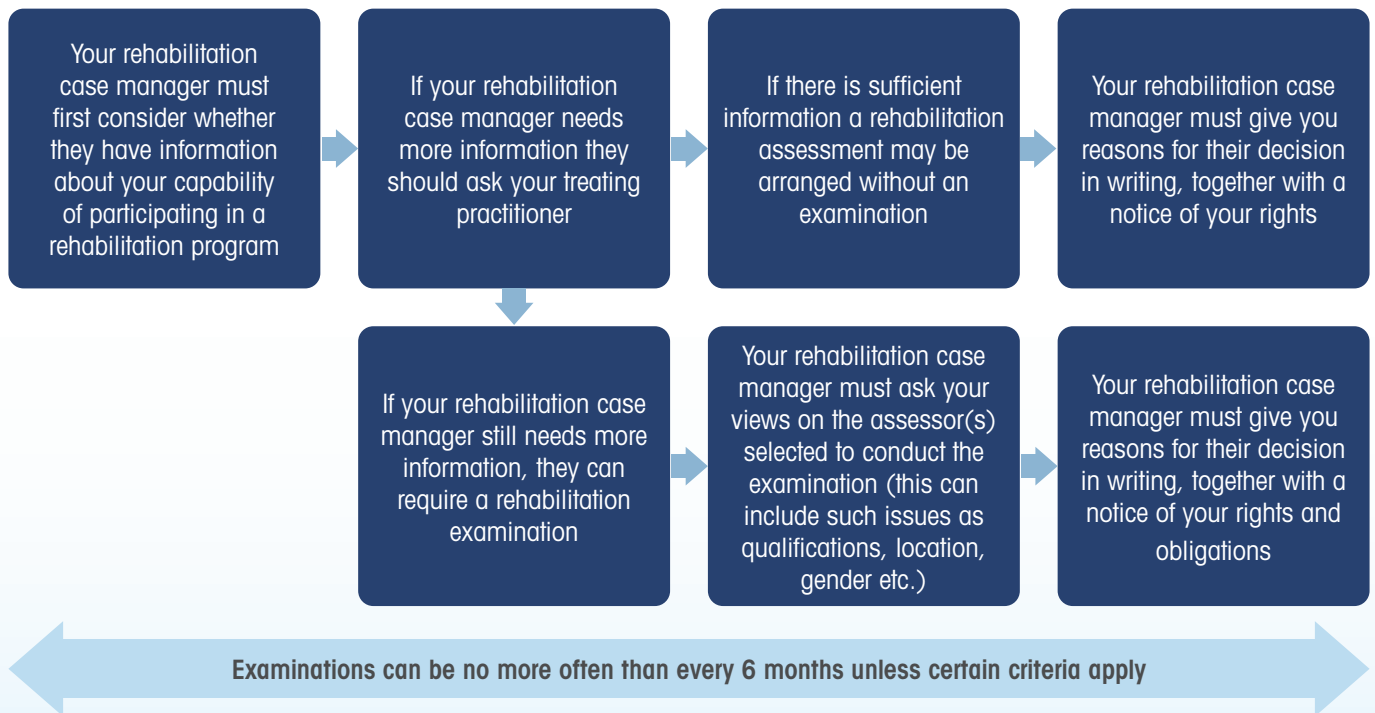 Your rehabilitation
case manager must
first consider whether
they have information
about your capability
of participating in a
rehabilitation program
If your rehabilitation
case manager needs
more information they
should ask your treating
practitioner
If there is sufficient
information a rehabilitation
assessment may be
arranged without an
examination
Your rehabilitation case
manager must give you
reasons for their decision
in writing, together with a
notice of your rights
If your rehabilitation case
manager still needs more
information, they can
require a rehabilitation
examination
Your rehabilitation case
manager must ask your
views on the assessor(s)
selected to conduct the
examination (this can
include such issues as
qualifications, location,
gender etc.)
Your rehabilitation case
manager must give you
reasons for their decision
in writing, together with a
notice of your rights and
obligations
Examinations can be no more often than every 6 months unless certain criteria apply